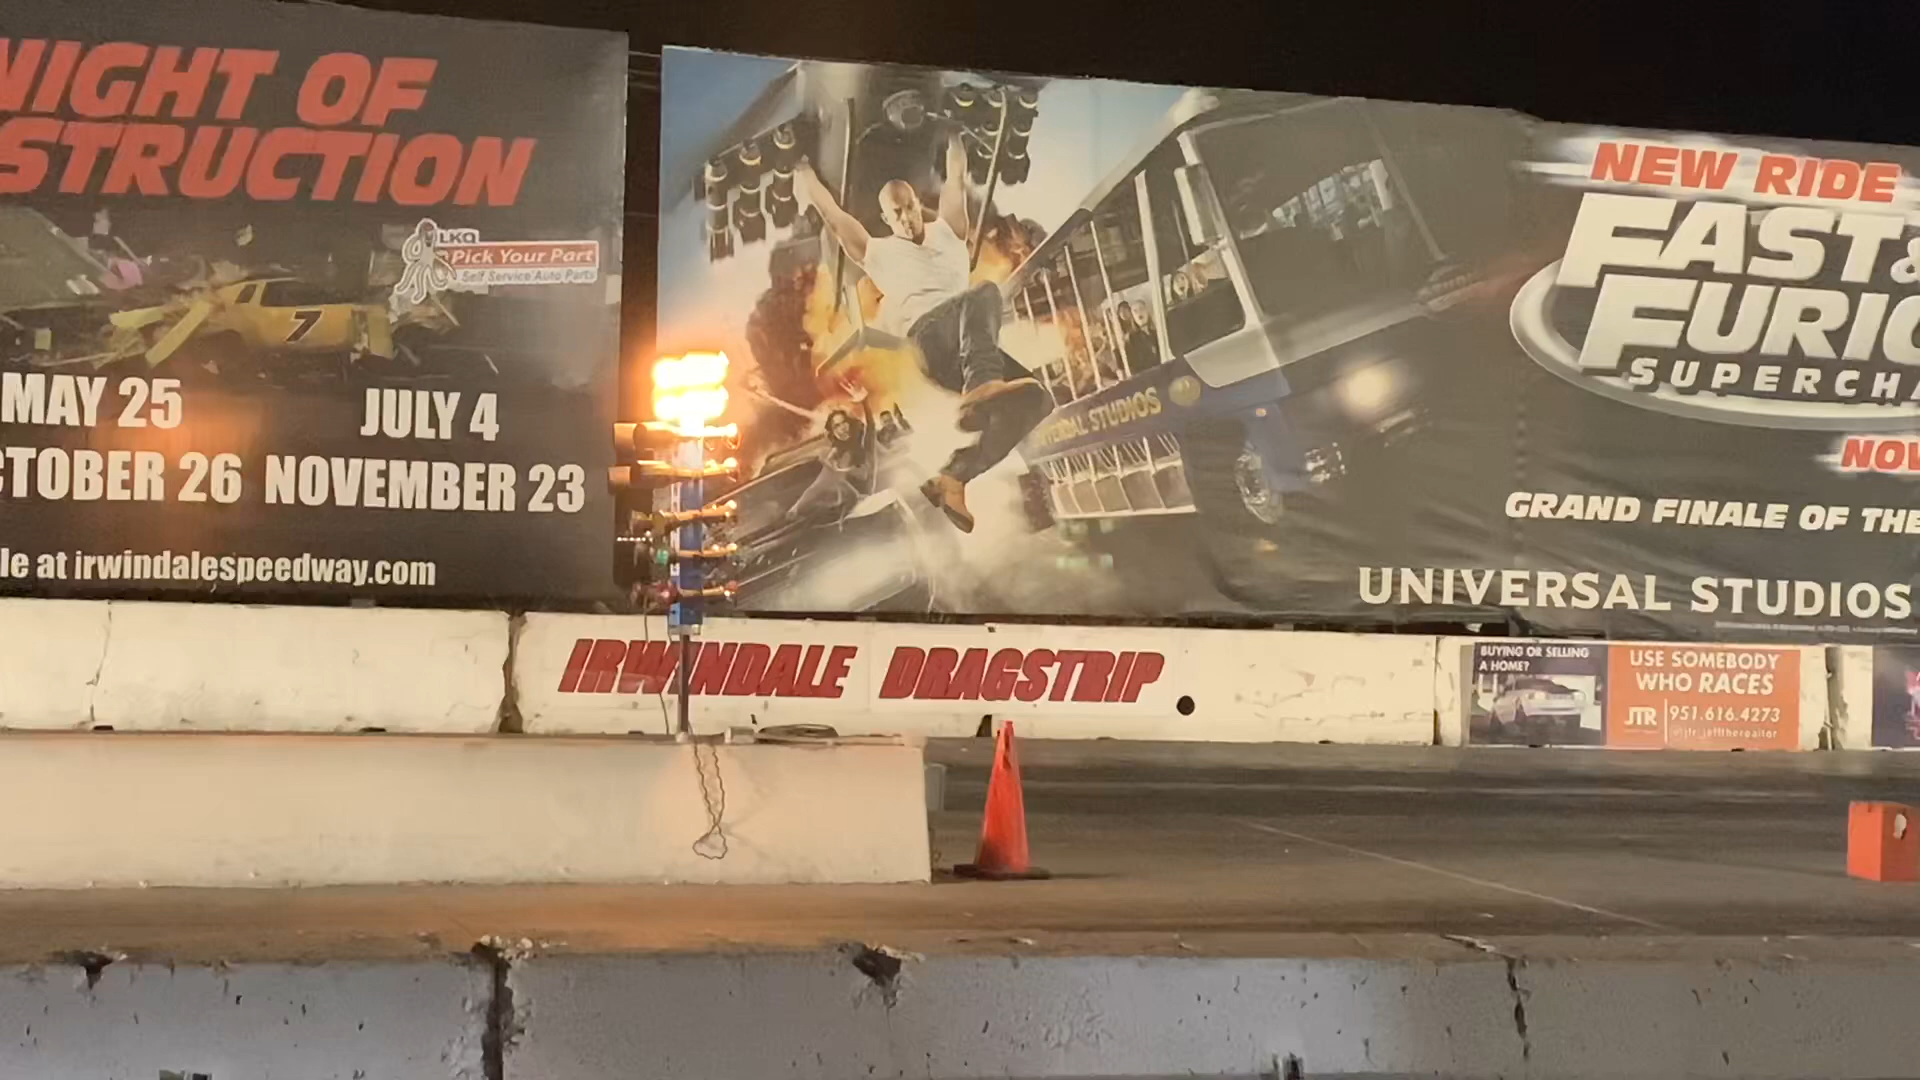 NIGHT OF
STRUCTION
LKQ
Pick Your Part
Self Service Auto Parts
7
MAY 25
JULY 4
CTOBER 26
NOVEMBER 23
le at irwindalespeedway.com
UNIVERSAL STUDIOS
NEW RIDE
FAST &
FURIO
SUPERCHA
NOV
GRAND FINALE OF THE
UNIVERSAL STUDIOS
IRWINDALE DRAGSTRIP
BUYING OR SELLING
A HOME?
USE SOMEBODY
WHO RACES
JTR
951.616.4273